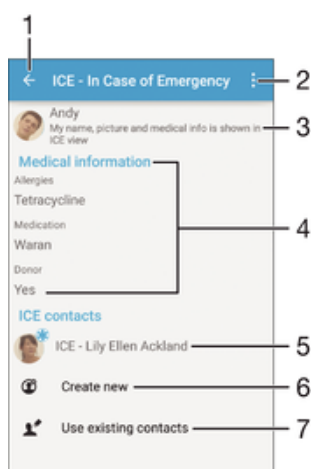 1
ICE - In Case of Emergency
2
Andy
My name, picture and medical info is shown in
ICE view
3
Medical information
Allergies
Tetracycline
Medication
Waran
Donor
Yes
4
ICE contacts
ICE - Lily Ellen Ackland
5
Create new
6
Use existing contacts
7